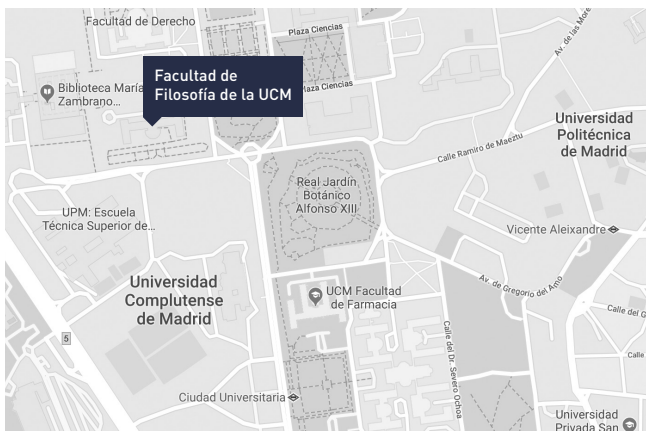 Facultad de Derecho
Plaza Ciencias
Av. de las More
Biblioteca María
Zambrano...
Facultad de
Filosofía de la UCM
Plaza Ciencias
Universidad
Politécnica
de Madrid
Calle Ramiro de Maeztu
Real Jardín
Botánico
Alfonso XIII
UPM: Escuela
Técnica Superior de...
Vicente Aleixandre
Universidad
Complutense
de Madrid
Av. de Gregorio del Amo
UCM Facultad
de Farmacia
Calle del G
5
Calle del Dr. Severo Ochoa
Calle
Ciudad Universitaria
Universidad
Privada San